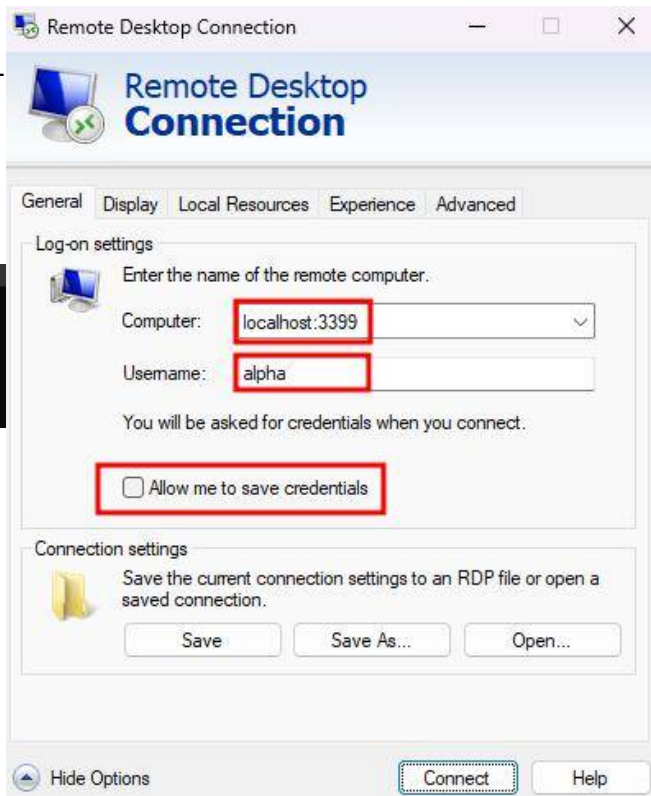 Remote Desktop Connection
Remote Desktop
Connection
General Display Local Resources Experience Advanced
Log-on settings
Enter the name of the remote computer.
Computer: localhost:3399
Username: alpha
You will be asked for credentials when you connect.
Allow me to save credentials
Connection settings
Save the current connection settings to an RDP file or open a
saved connection.
Save Save As... Open...
Hide Options Connect Help